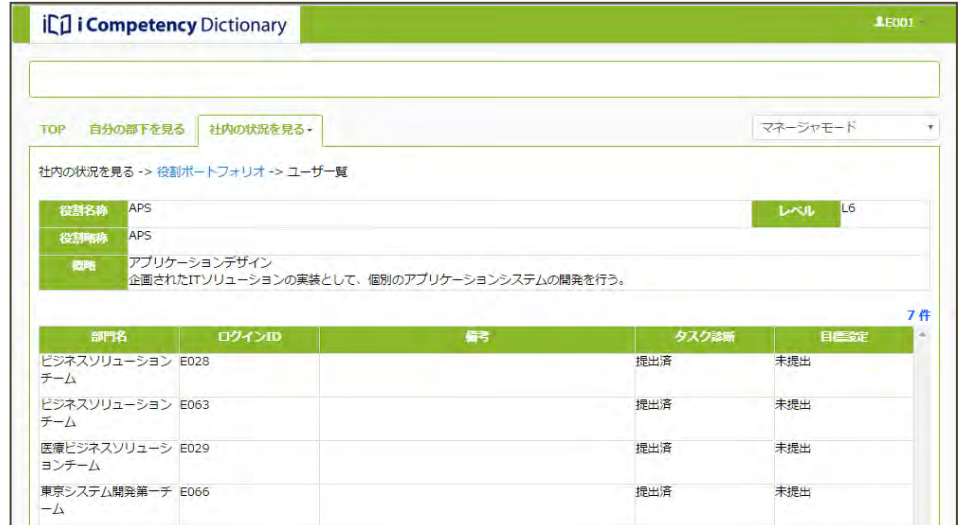 iCD i Competency Dictionary
E001
TOP 自分の部下を見る 社内の状況を見る
マネージャモード
社内の状況を見る -> 役割ポートフォリオ -> ユーザ一覧
役割名称 APS レベル L6
役割略称 APS
概略 アプリケーションデザイン
企画されたITソリューションの実装として、個別のアプリケーションシステムの開発を行う。
7 件
部門名 ログインID 備考 タスク診断 目標設定
ビジネスソリューション E028 提出済 未提出
チーム
ビジネスソリューション E063 提出済 未提出
チーム
医療ビジネスソリューシ E029 提出済 未提出
ョンチーム
東京システム開発第一チ E066 提出済 未提出
ーム